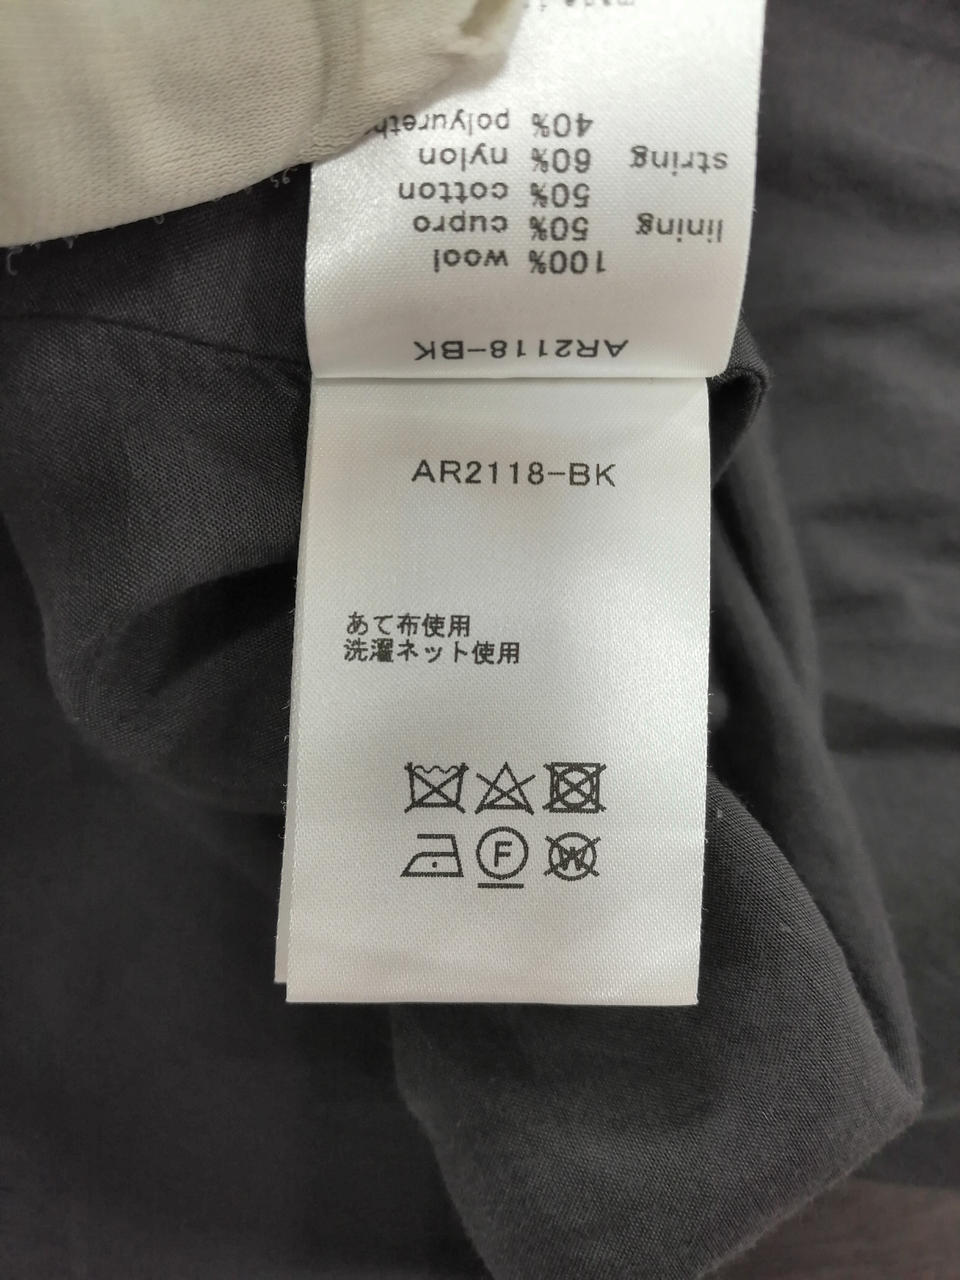 AR2118-BK
100% wool
lining 50% cupro
50% cotton
string 60% nylon
40% polyureth
AR2118-BK
あて布使用
洗濯ネット使用
F W